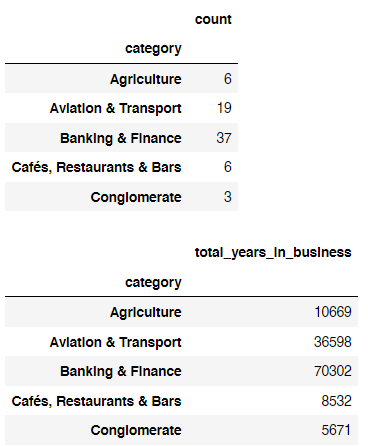 count
category
Agriculture 6
Aviation & Transport 19
Banking & Finance 37
Cafés, Restaurants & Bars 6
Conglomerate 3
total_years_in_business
category
Agriculture 10669
Aviation & Transport 36598
Banking & Finance 70302
Cafés, Restaurants & Bars 8532
Conglomerate 5671